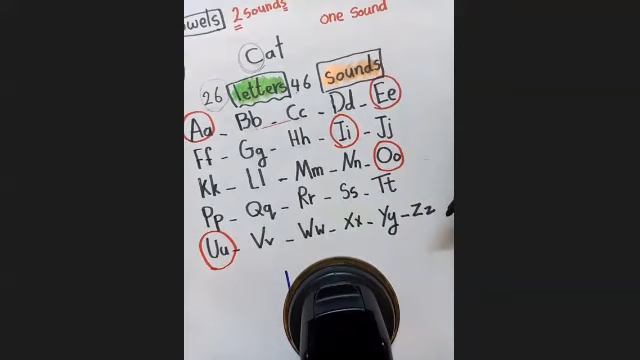 2 Sounds
one Sound
Cat
26 letters 46 sounds
Aa - Bb - Cc - Dd - Ee
Ff - Gg - Hh - Ii - Jj
Kk - Ll - Mm - Nn - Oo
Pp - Qq - Rr - Ss - Tt
Uu - Vv - Ww - Xx - Yy - Zz